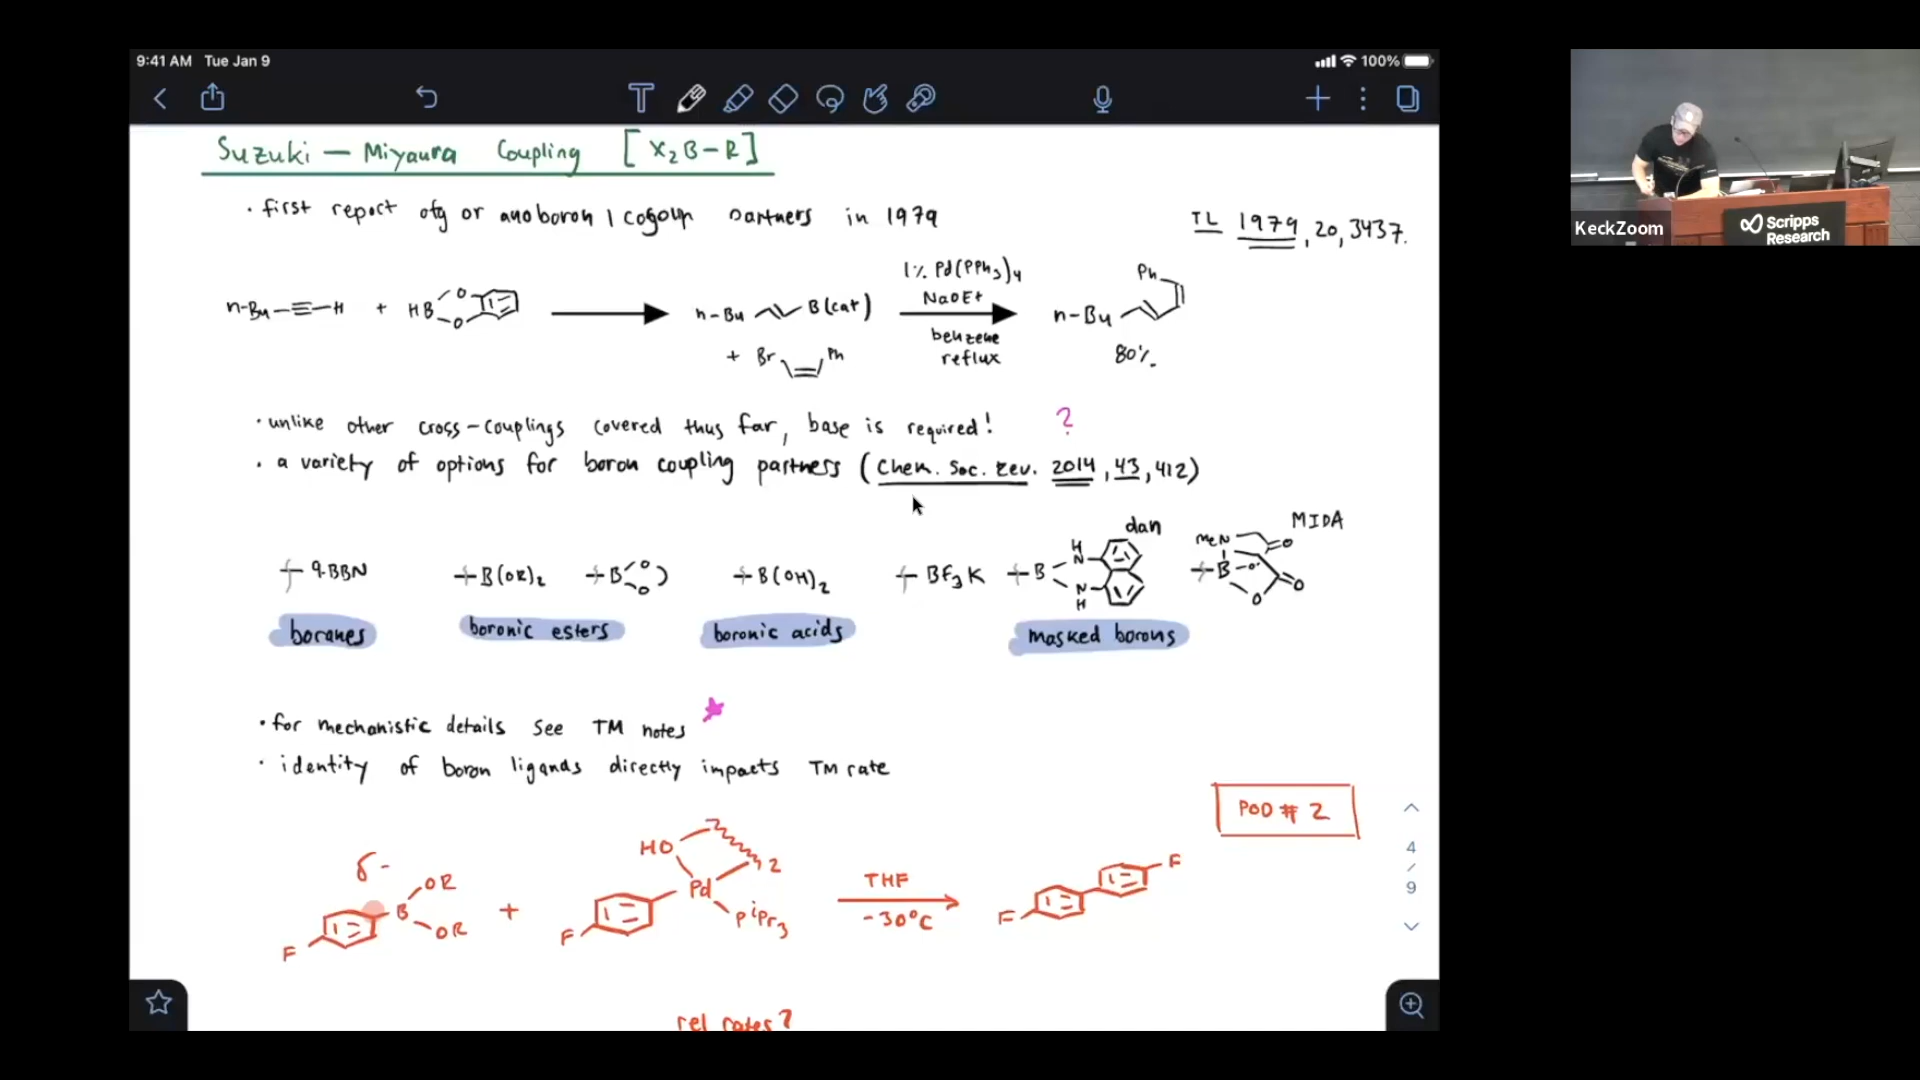 9:41 AM Tue Jan 9
100%
Suzuki — Miyaura Coupling [X2B–R]
· first report of partners in 1979
TL 1979, 20, 3437.
n-Bu H + HB O O
n-Bu B(cat)
+ Br Ph
1% Pd(PPh3)4
NaOEt
benzene
reflux
Ph
n-Bu
80%
· unlike other cross-couplings covered thus far, base is required! ?
· a variety of options for boron coupling partners (Chem. Soc. Rev. 2014, 43, 412)
9-BBN
B(OR)2
B O O
B(OH)2
BF3K
B N H N H dan
MeN B O O O MIDA
boranes
boronic esters
boronic acids
masked borons
· for mechanistic details see TM notes
· identity of boron ligands directly impacts TM rate
POD # 2
δ-
F B OR OR
+
HO 2
Pd
F PiPr3
THF
-30°C
F F
rel rates?
4
/
9
KeckZoom
Scripps
Research